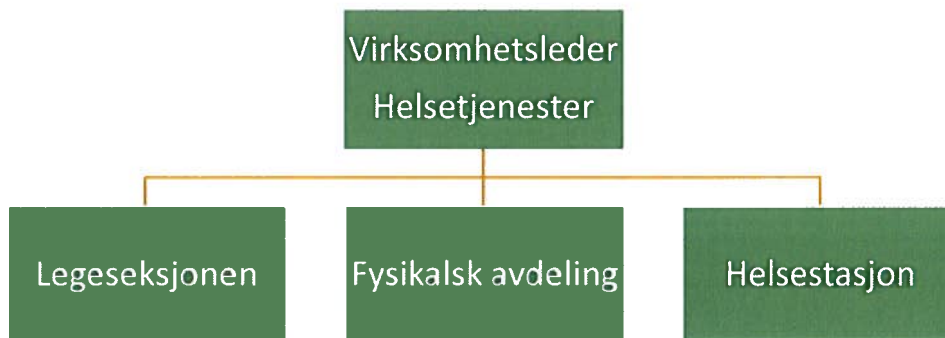 Virksomhetsleder
Helsetjenester
Legeseksjonen
Fysikalsk avdeling
Helsestasjon